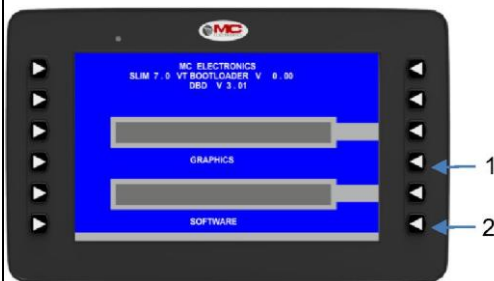 MC
MC ELECTRONICS
SLIM 7.0 VT BOOTLOADER V 0.00
DBD V 3.01
GRAPHICS
1
SOFTWARE
2